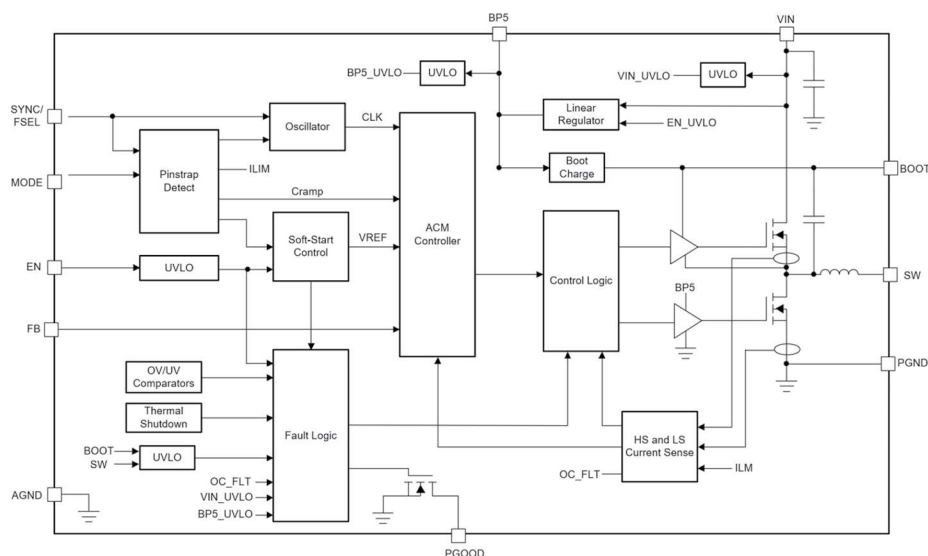 BP5
VIN
BP5_UVLO
UVLO
VIN_UVLO
UVLO
SYNC/
FSEL
Oscillator
CLK
Linear
Regulator
EN_UVLO
Pinstrap
Detect
ILIM
Boot
Charge
BOOT
MODE
Cramp
ACM
Controller
Soft-Start
Control
VREF
Control Logic
EN
UVLO
SW
BP5
FB
OV/UV
Comparators
PGND
Thermal
Shutdown
Fault Logic
HS and LS
Current Sense
BOOT
SW
UVLO
OC_FLT
ILM
OC_FLT
VIN_UVLO
BP5_UVLO
AGND
PGOOD